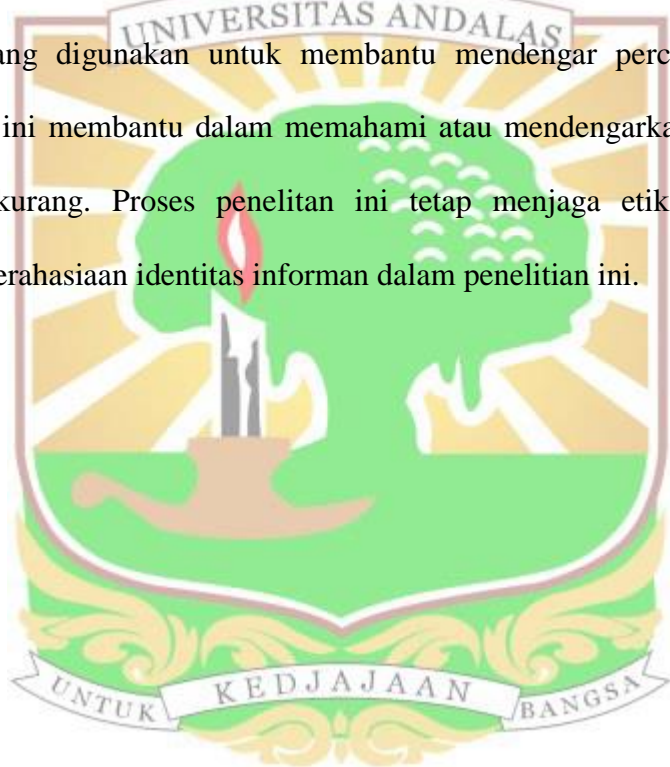 UNIVERSITAS ANDALAS
ang digunakan untuk membantu mendengar perc
ini membantu dalam memahami atau mendengarka
kurang. Proses penelitan ini tetap menjaga etik
erahasiaan identitas informan dalam penelitian ini.
UNTUK KEDJAJAAN BANGSA